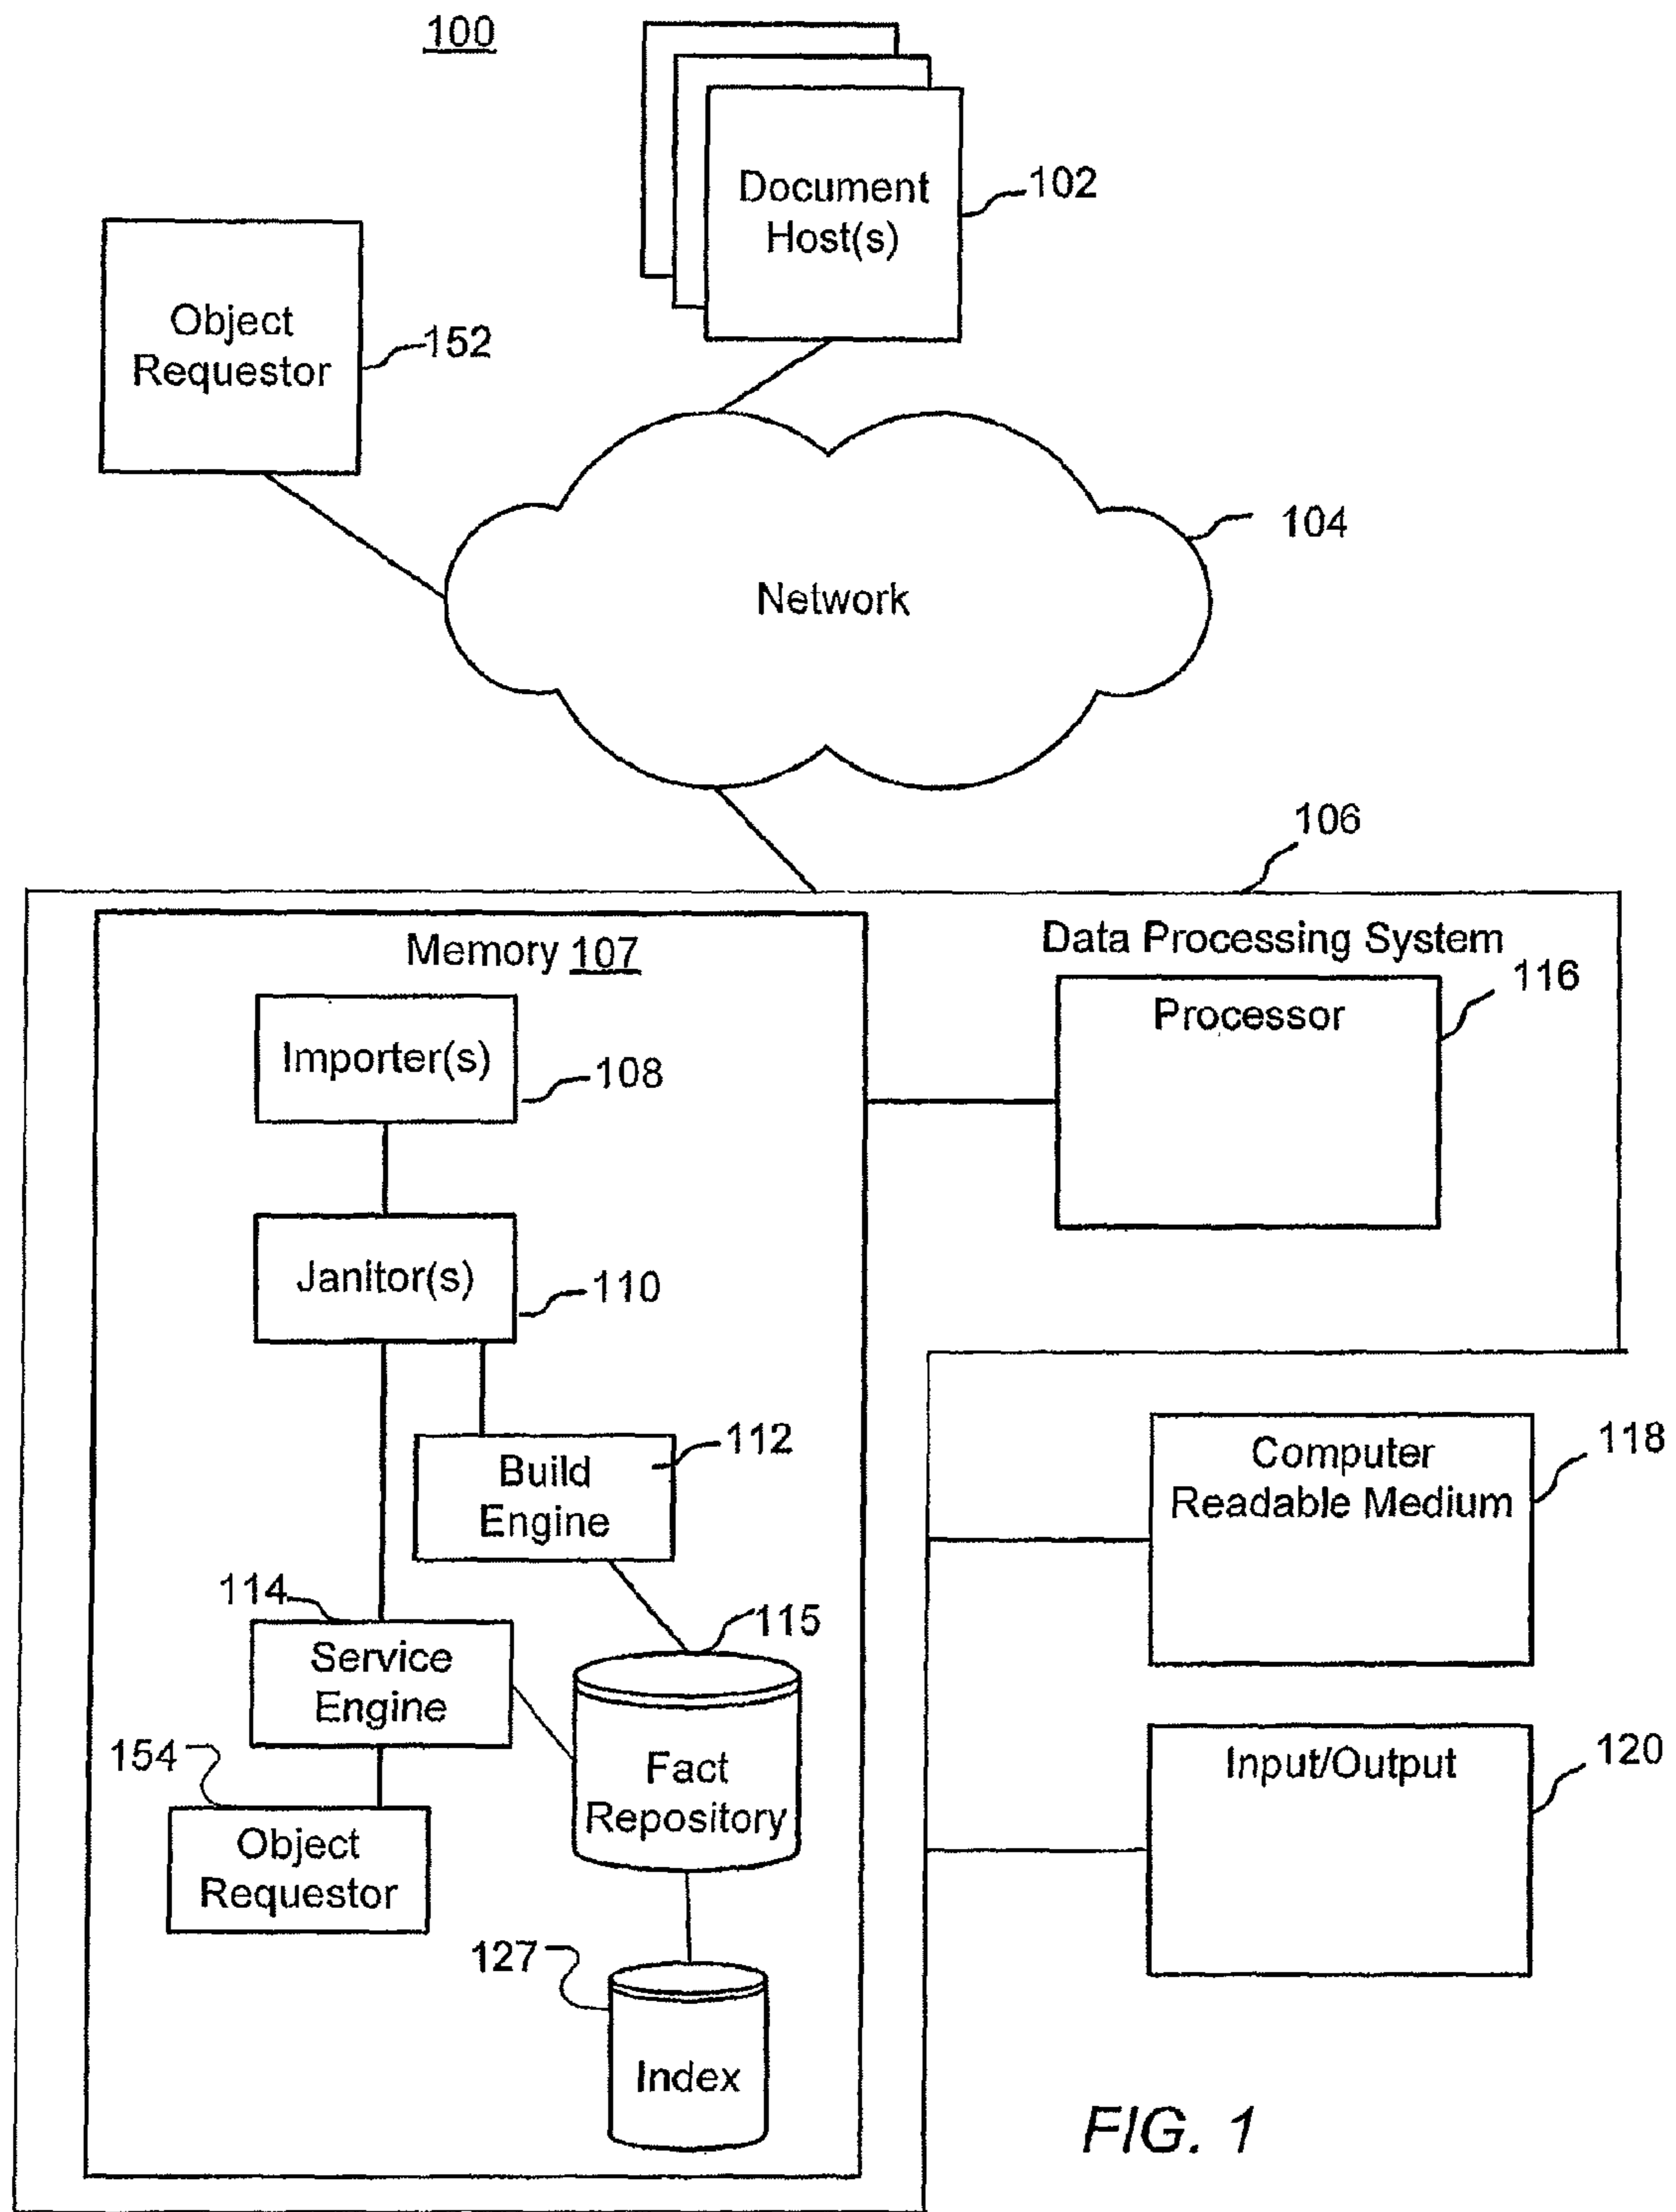 100
Document
Host(s)
102
Object
Requestor
152
104
Network
106
Memory 107
Data Processing System
Processor
116
Importer(s)
108
Janitor(s)
110
Build
Engine
112
Computer
Readable Medium
118
114
Service
Engine
115
Fact
Repository
154
Object
Requestor
Input/Output
120
127
Index
FIG. 1